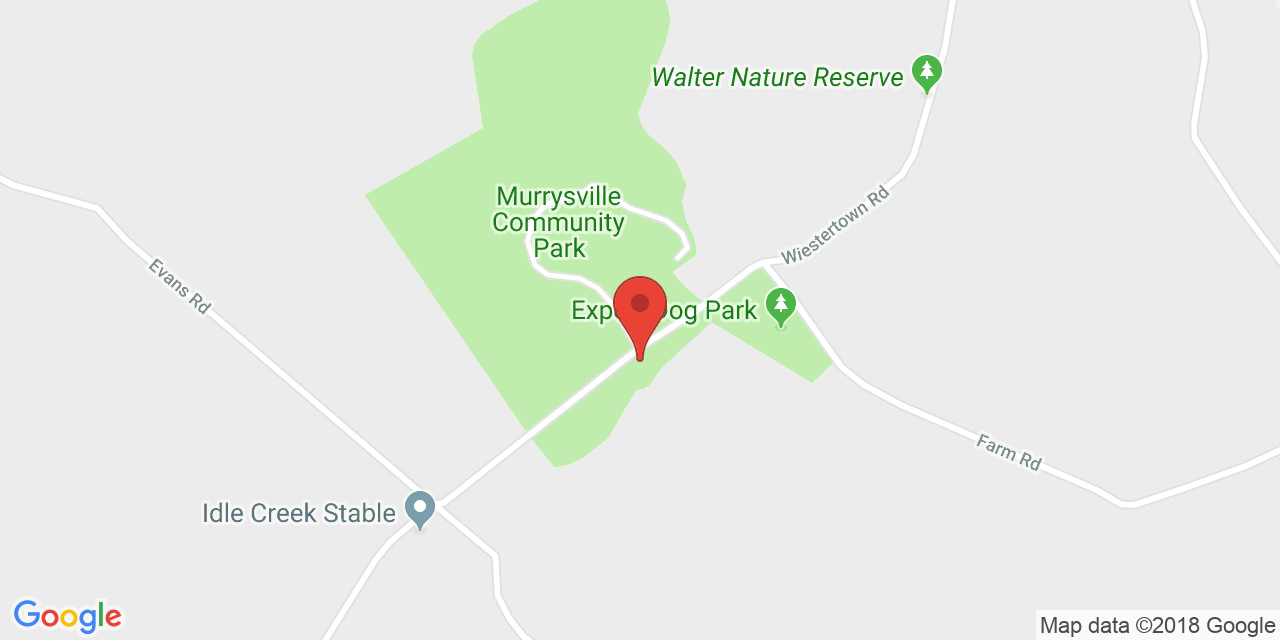 Walter Nature Reserve
Murrysville
Community
Park
Wiestertown Rd
Evans Rd
Dog Park
Farm Rd
Idle Creek Stable
Google
Map data ©2018 Google